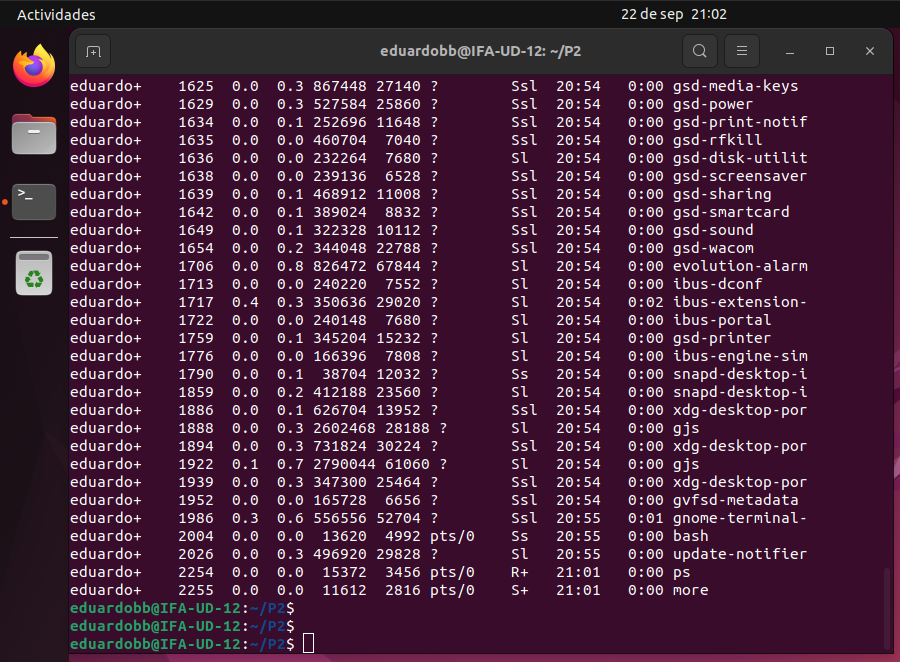 Actividades 22 de sep 21:02
eduardobb@IFA-UD-12: ~/P2
eduardo+    1625  0.0  0.3 867448 27140 ?        Ssl  20:54   0:00 gsd-media-keys
eduardo+    1629  0.0  0.3 527584 25860 ?        Ssl  20:54   0:00 gsd-power
eduardo+    1634  0.0  0.1 252696 11648 ?        Ssl  20:54   0:00 gsd-print-notif
eduardo+    1635  0.0  0.0 460704  7040 ?        Ssl  20:54   0:00 gsd-rfkill
eduardo+    1636  0.0  0.0 232264  7680 ?        Sl   20:54   0:00 gsd-disk-utilit
eduardo+    1638  0.0  0.0 239136  6528 ?        Ssl  20:54   0:00 gsd-screensaver
eduardo+    1639  0.0  0.1 468912 11008 ?        Ssl  20:54   0:00 gsd-sharing
eduardo+    1642  0.0  0.1 389024  8832 ?        Ssl  20:54   0:00 gsd-smartcard
eduardo+    1649  0.0  0.1 322328 10112 ?        Ssl  20:54   0:00 gsd-sound
eduardo+    1654  0.0  0.2 344048 22788 ?        Ssl  20:54   0:00 gsd-wacom
eduardo+    1706  0.0  0.8 826472 67844 ?        Sl   20:54   0:00 evolution-alarm
eduardo+    1713  0.0  0.0 240220  7552 ?        Sl   20:54   0:00 ibus-dconf
eduardo+    1717  0.4  0.3 350636 29020 ?        Sl   20:54   0:02 ibus-extension-
eduardo+    1722  0.0  0.0 240148  7680 ?        Sl   20:54   0:00 ibus-portal
eduardo+    1759  0.0  0.1 345204 15232 ?        Sl   20:54   0:00 gsd-printer
eduardo+    1776  0.0  0.0 166396  7808 ?        Sl   20:54   0:00 ibus-engine-sim
eduardo+    1790  0.0  0.1  38704 12032 ?        Ss   20:54   0:00 snapd-desktop-i
eduardo+    1859  0.0  0.2 412188 23560 ?        Sl   20:54   0:00 snapd-desktop-i
eduardo+    1886  0.0  0.1 626704 13952 ?        Ssl  20:54   0:00 xdg-desktop-por
eduardo+    1888  0.0  0.3 2602468 28188 ?       Sl   20:54   0:00 gjs
eduardo+    1894  0.0  0.3 731824 30224 ?        Ssl  20:54   0:00 xdg-desktop-por
eduardo+    1922  0.1  0.7 2790044 61060 ?       Sl   20:54   0:00 gjs
eduardo+    1939  0.0  0.3 347300 25464 ?        Ssl  20:54   0:00 xdg-desktop-por
eduardo+    1952  0.0  0.0 165728  6656 ?        Ssl  20:54   0:00 gvfsd-metadata
eduardo+    1986  0.3  0.6 556556 52704 ?        Ssl  20:55   0:01 gnome-terminal-
eduardo+    2004  0.0  0.0  13620  4992 pts/0    Ss   20:55   0:00 bash
eduardo+    2026  0.0  0.3 496920 29828 ?        Sl   20:55   0:00 update-notifier
eduardo+    2254  0.0  0.0  15372  3456 pts/0    R+   21:01   0:00 ps
eduardo+    2255  0.0  0.0  11612  2816 pts/0    S+   21:01   0:00 more
eduardobb@IFA-UD-12:~/P2$
eduardobb@IFA-UD-12:~/P2$
eduardobb@IFA-UD-12:~/P2$